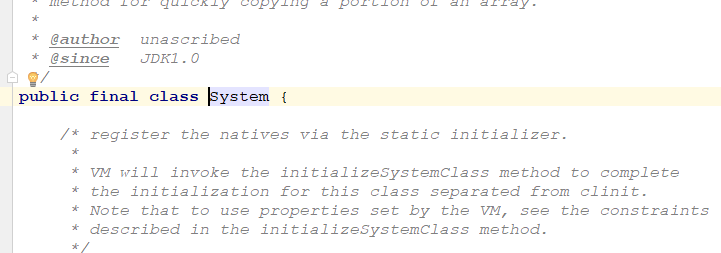 * method for quickly copying a portion of an array.
*
* @author unascribed
* @since JDK1.0
*/
public final class System {
/* register the natives via the static initializer.
*
* VM will invoke the initializeSystemClass method to complete
* the initialization for this class separated from clinit.
* Note that to use properties set by the VM, see the constraints
* described in the initializeSystemClass method.
*/